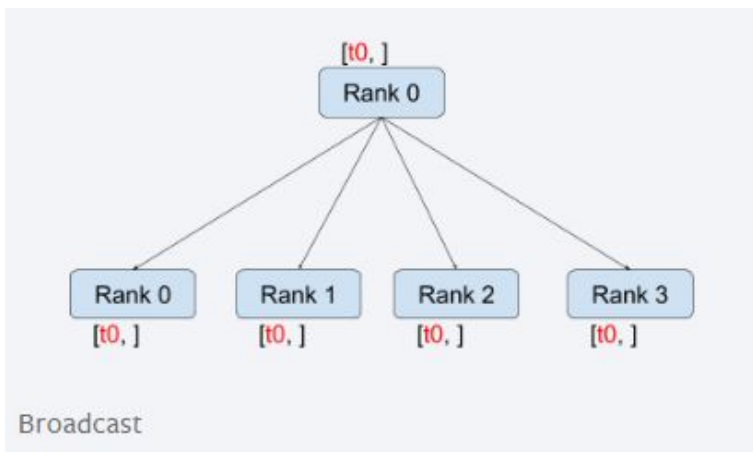 [t0, ]
Rank 0
Rank 0 Rank 1 Rank 2 Rank 3
[t0, ] [t0, ] [t0, ] [t0, ]
Broadcast